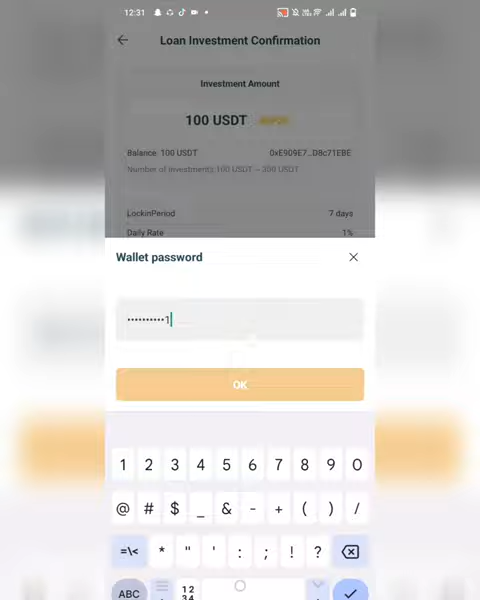 12:31
Loan Investment Confirmation
Investment Amount
100 USDT
Balance: 100 USDT 0xE909E7...D8c71EBE
Number of investments: 100 USDT ~ 300 USDT
LockinPeriod 7 days
Daily Rate 1%
Wallet password
••••••••••1
OK
1 2 3 4 5 6 7 8 9 0
@ # $ _ & - + ( ) /
=\< * " ' : ; ! ?
ABC , 12 34 .